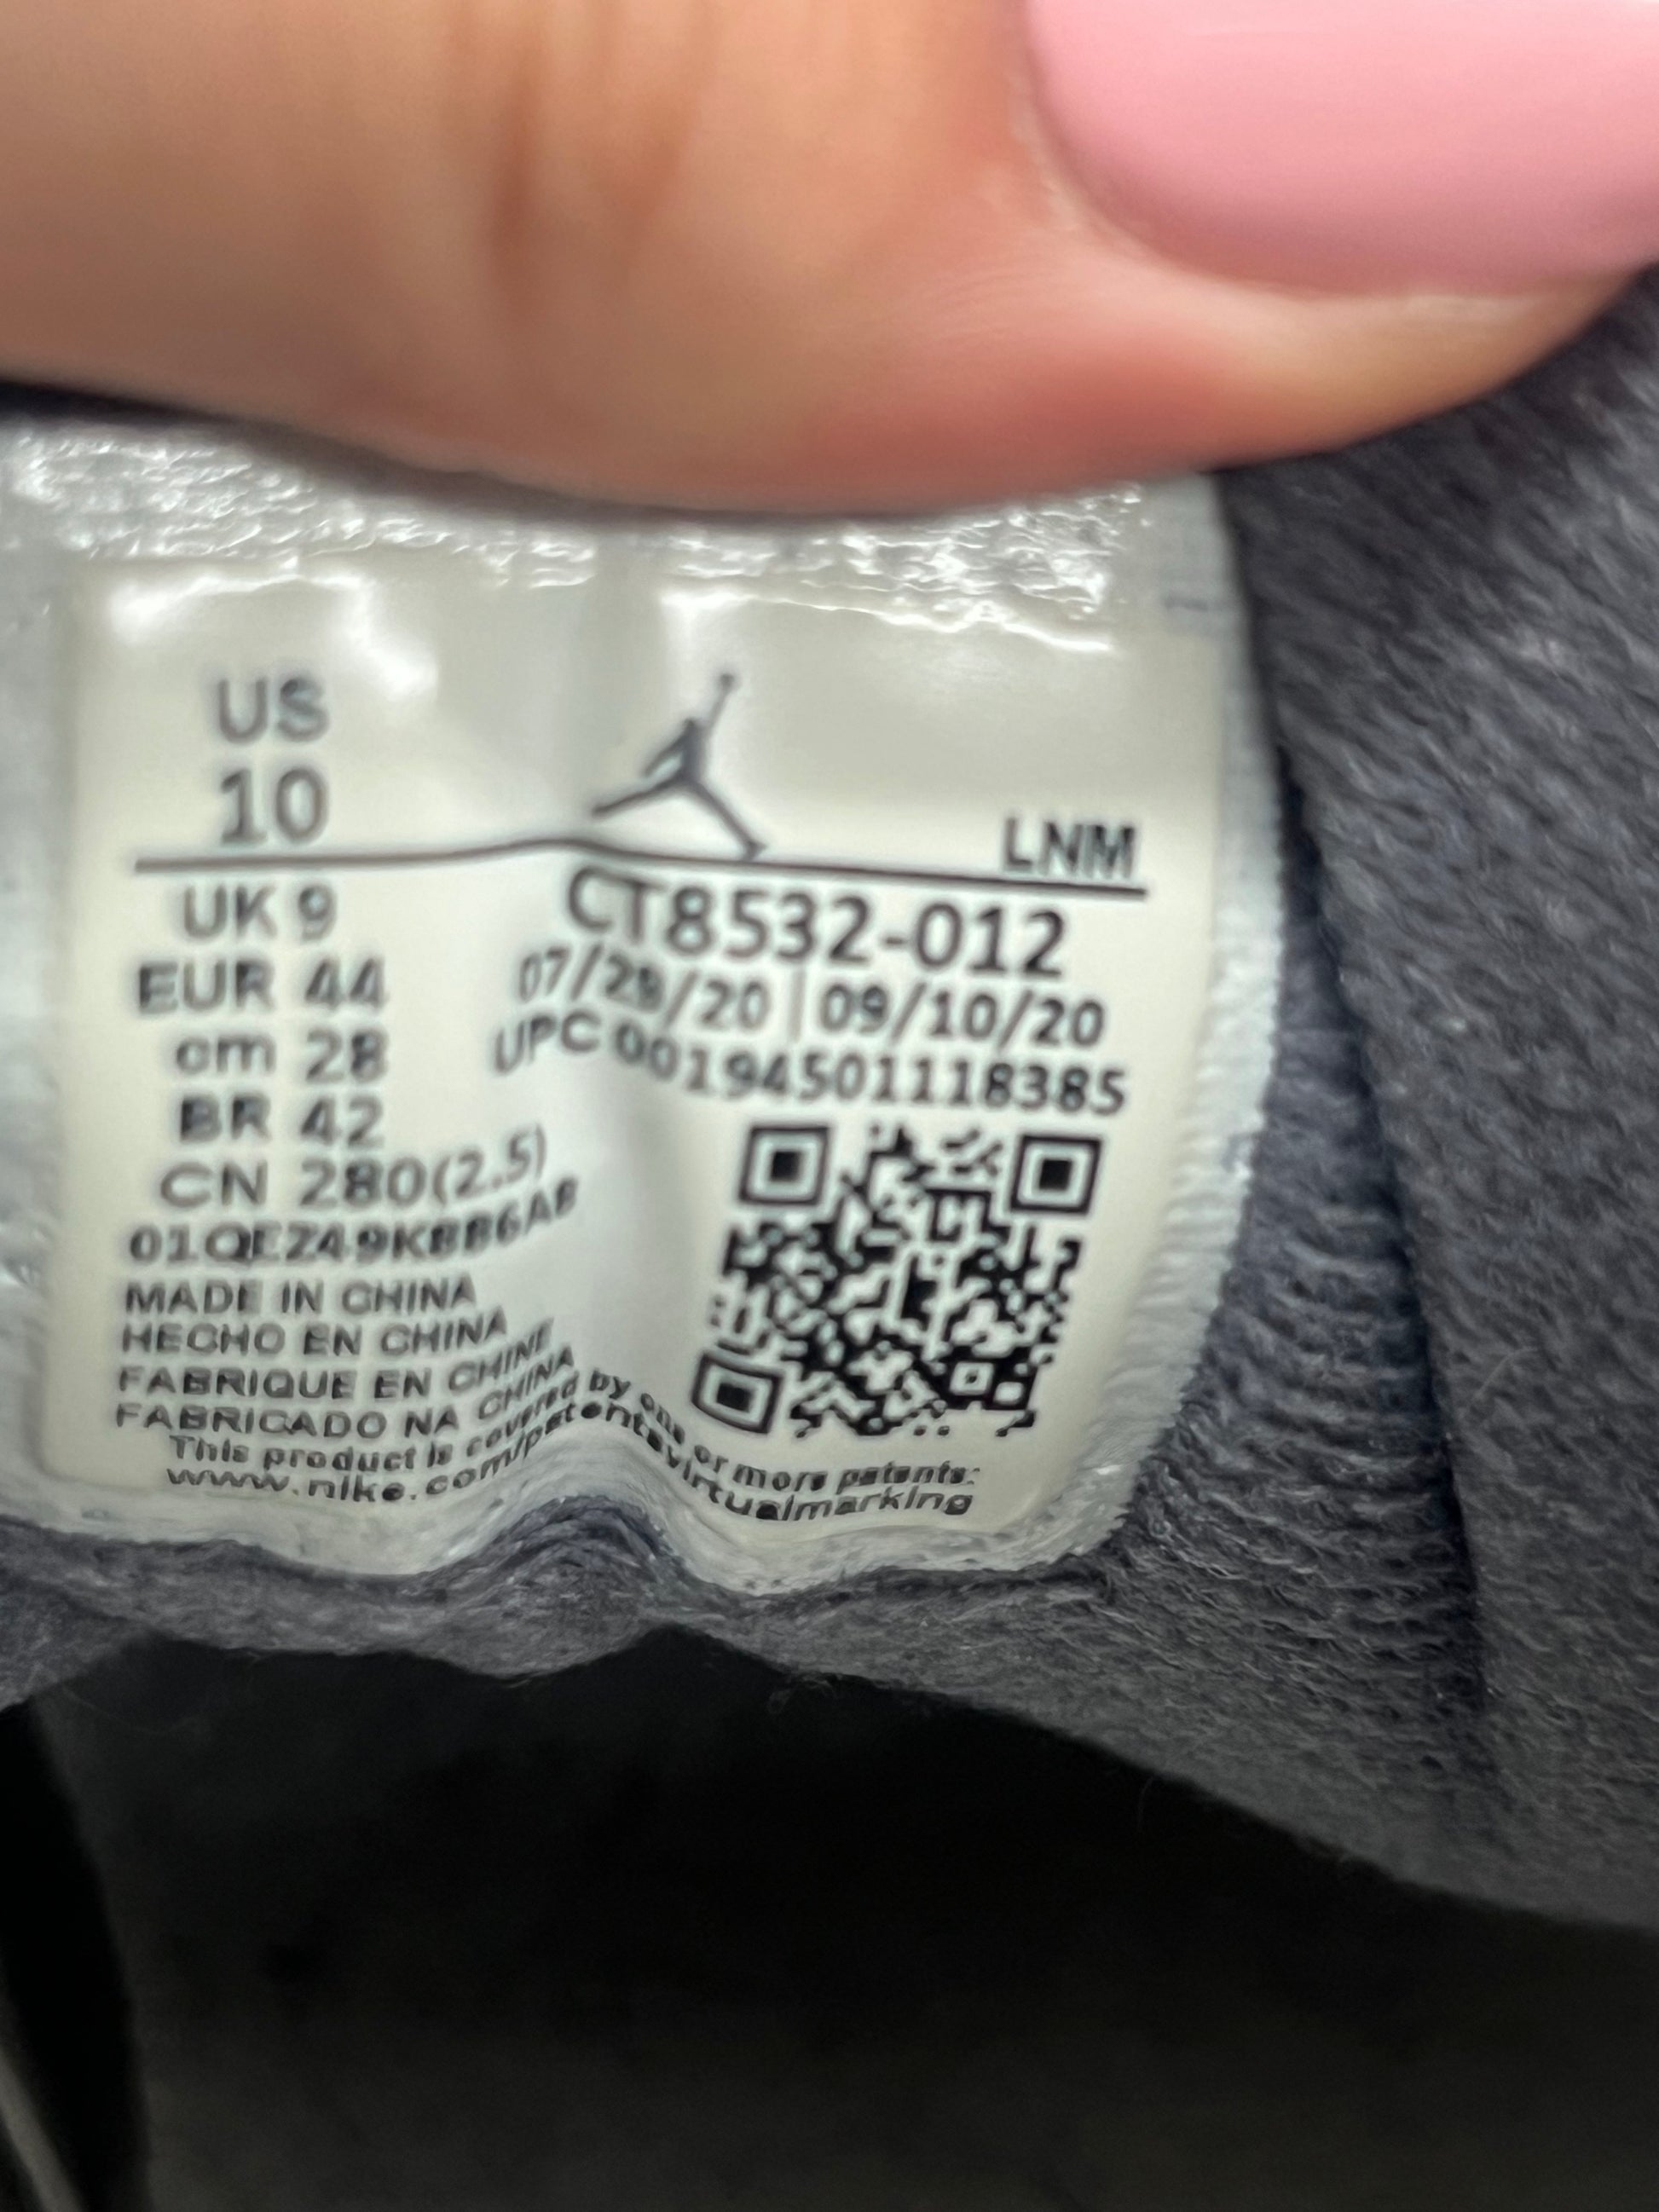 US
10
LNM
UK 9
EUR 44
cm 28
BR 42
CN 280(2.5)
CT8532-012
07/29/20 | 09/10/20
UPC 00194501118385
MADE IN CHINA
HECHO EN CHINA
FABRIQUE EN CHINE
FABRICADO NA CHINA
This product is covered by one or more patents:
www.nike.com/patentsvirtualmarking